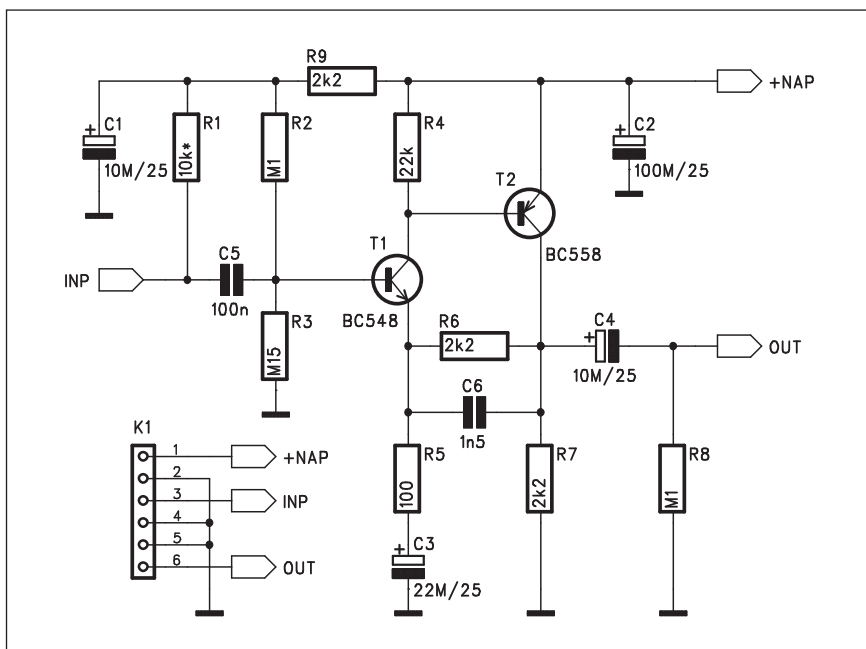 R9
2k2
+NAP
C1
10M/25
R1
10k*
R2
M1
R4
22k
C2
100M/25
T2
BC558
INP
C5
100n
T1
BC548
R3
M15
R6
2k2
C4
10M/25
OUT
C6
1n5
K1
1
+NAP
2
3
INP
4
5
6
OUT
R5
100
R7
2k2
R8
M1
C3
22M/25